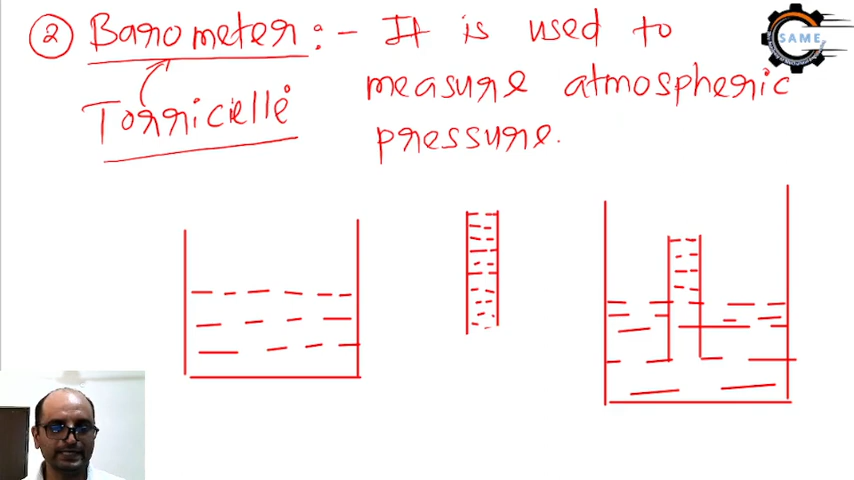 ② Barometer :- It is used to
measure atmospheric
pressure.
Torricelle
SAME